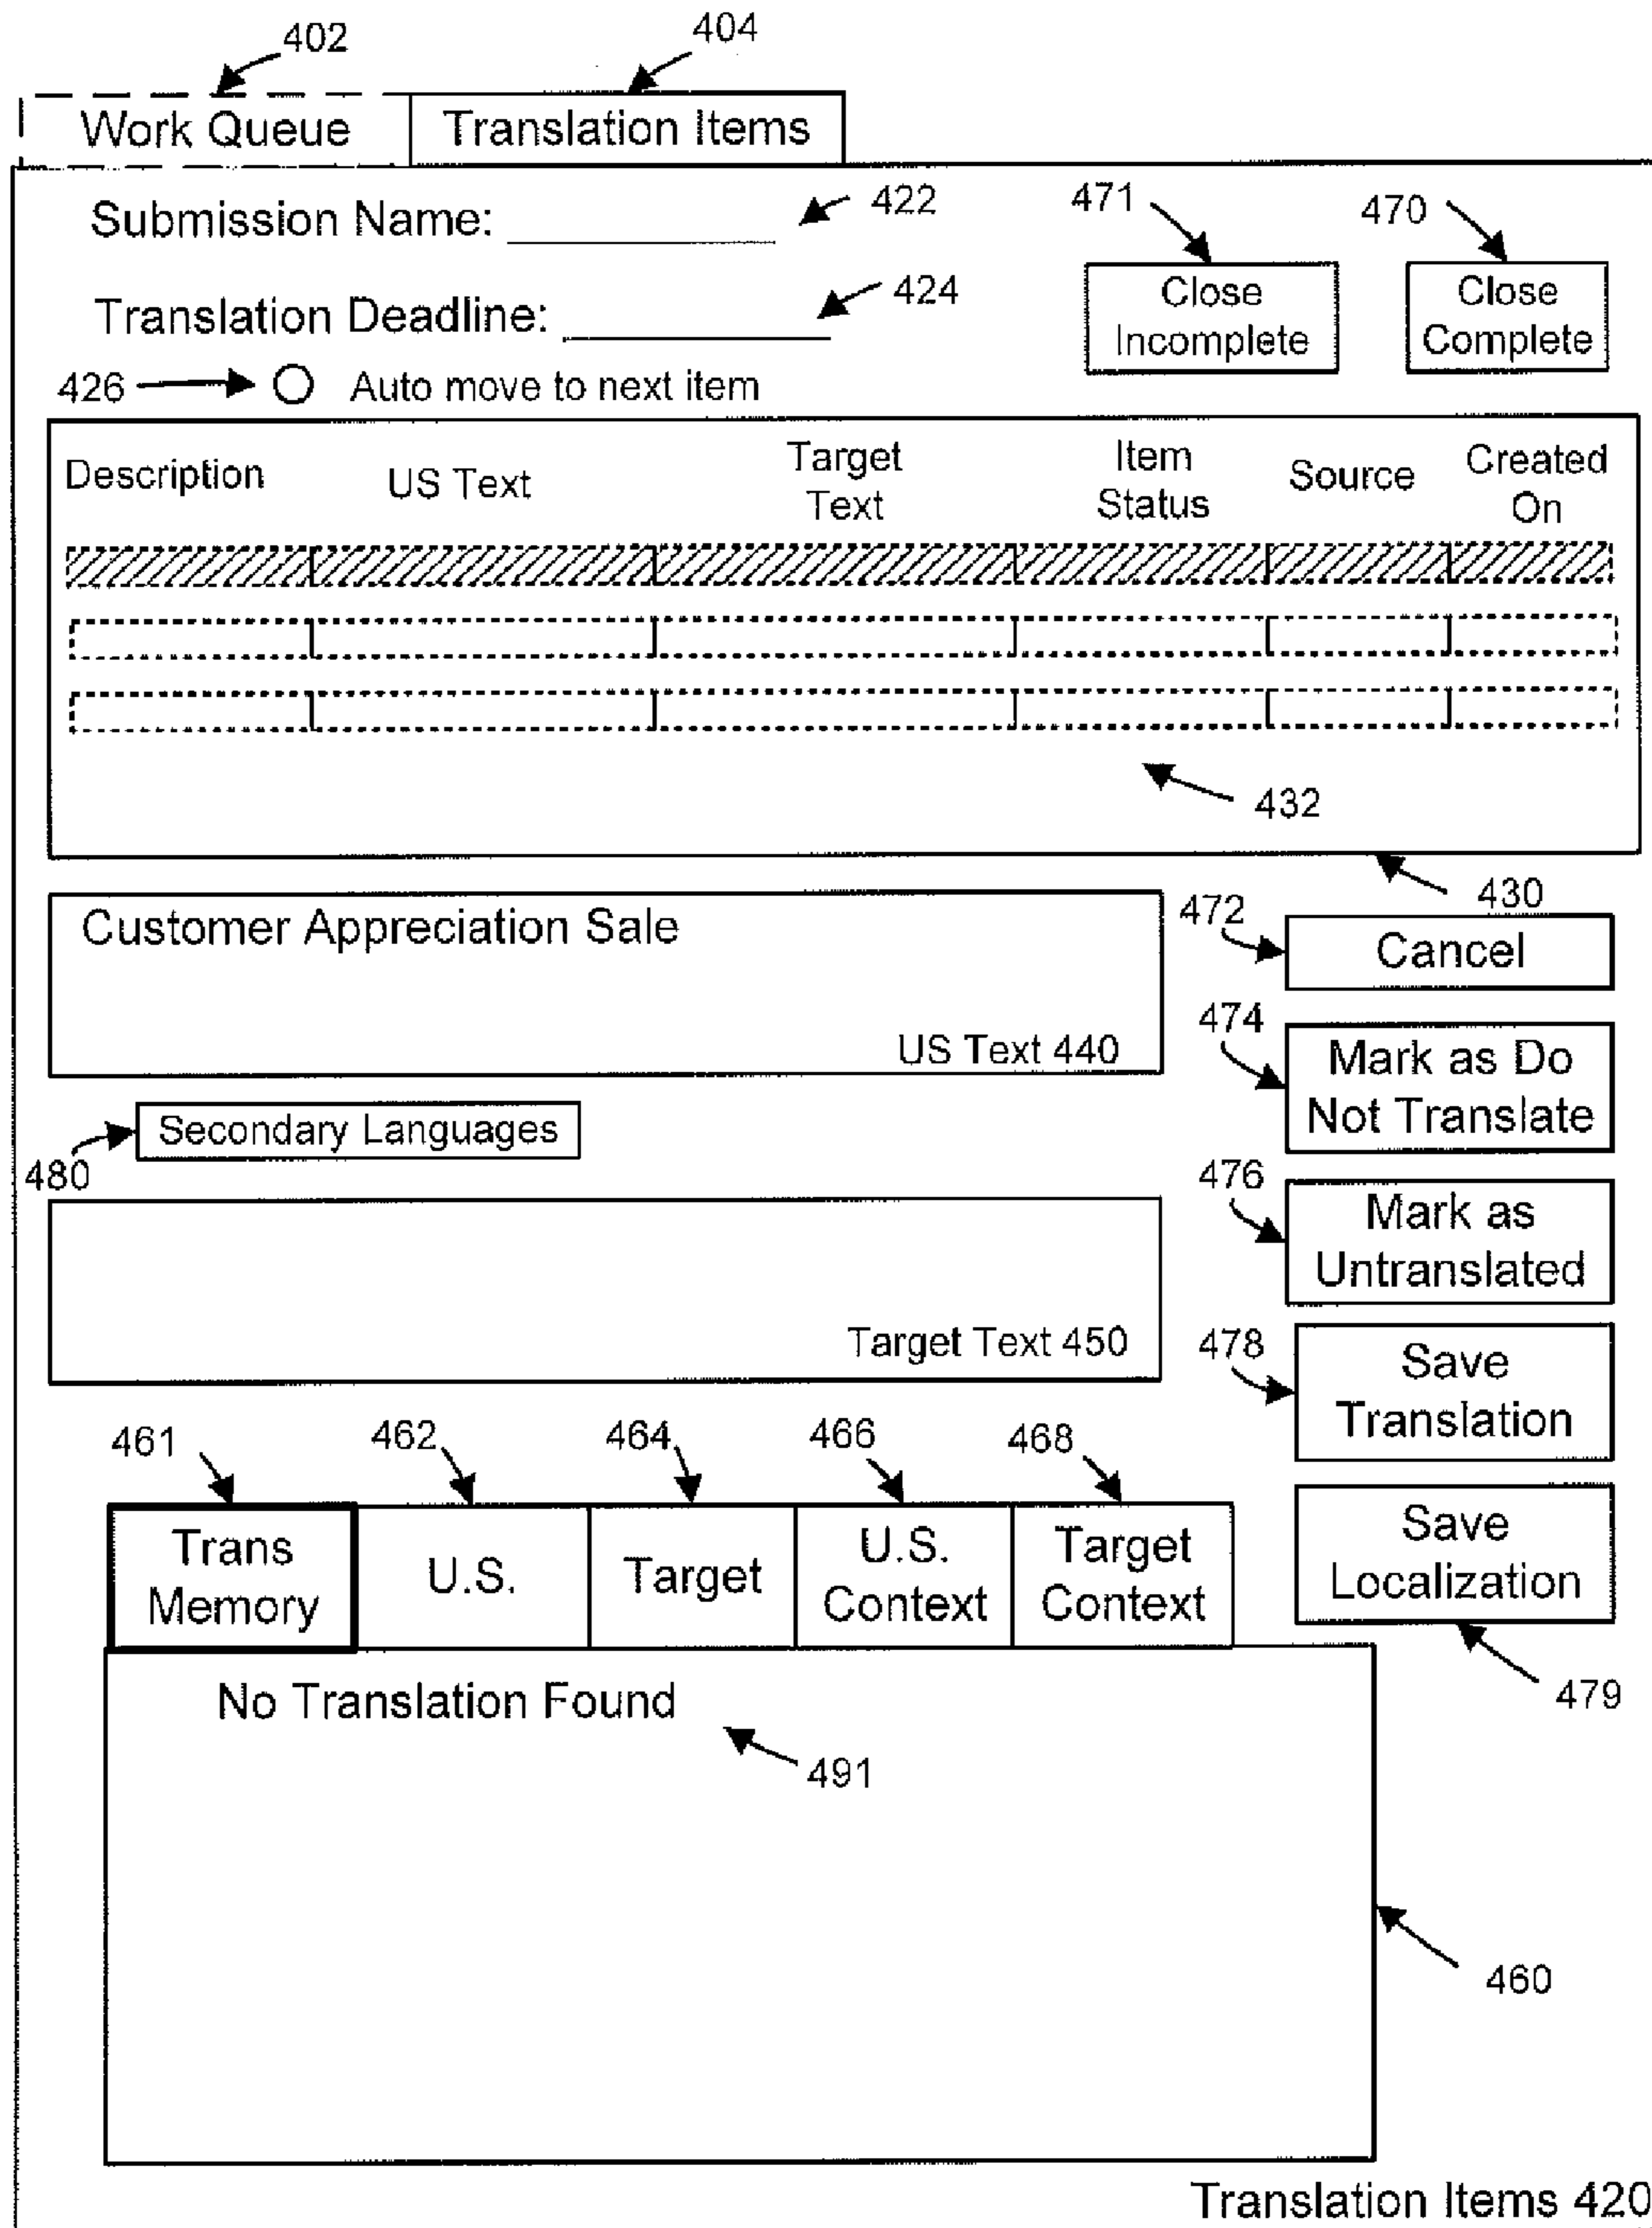 402
404
Work Queue
Translation Items
Submission Name:
422
471
470
Translation Deadline:
424
Close
Incomplete
Close
Complete
426
Auto move to next item
Description
US Text
Target
Text
Item
Status
Source
Created
On
432
430
Customer Appreciation Sale
US Text 440
472
Cancel
474
Mark as Do
Not Translate
Secondary Languages
480
476
Mark as
Untranslated
Target Text 450
478
Save
Translation
461
462
464
466
468
Trans
Memory
U.S.
Target
U.S.
Context
Target
Context
Save
Localization
479
No Translation Found
491
460
Translation Items 420